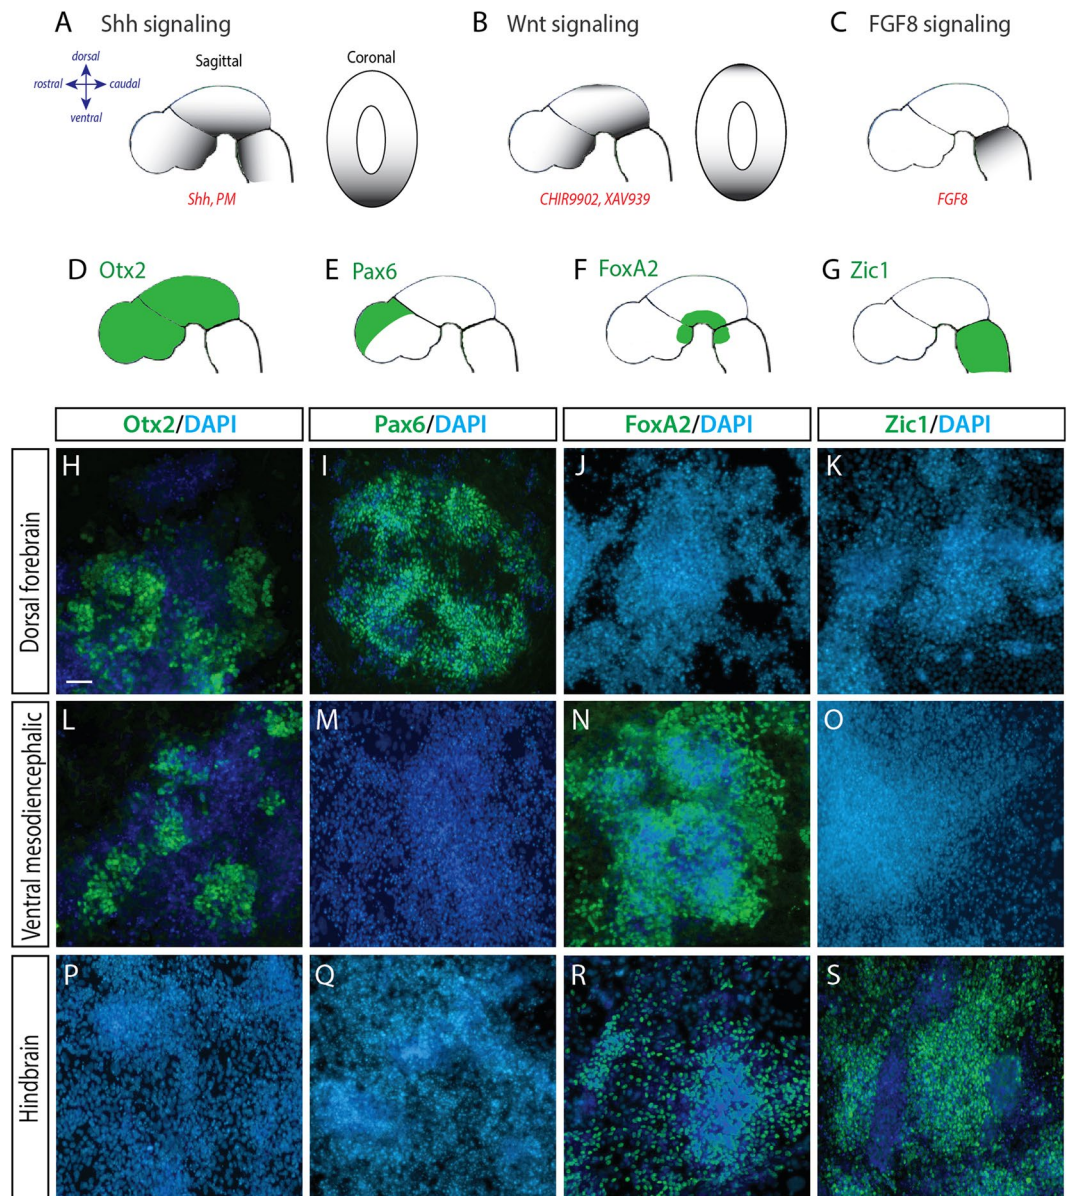 A Shh signaling
B Wnt signaling
C FGF8 signaling
dorsal
rostral
caudal
ventral
Sagittal
Coronal
Shh, PM
CHIR9902, XAV939
FGF8
D Otx2
E Pax6
F FoxA2
G Zic1
Otx2/DAPI
Pax6/DAPI
FoxA2/DAPI
Zic1/DAPI
Dorsal forebrain
H
I
J
K
Ventral mesodiencephalic
L
M
N
O
Hindbrain
P
Q
R
S